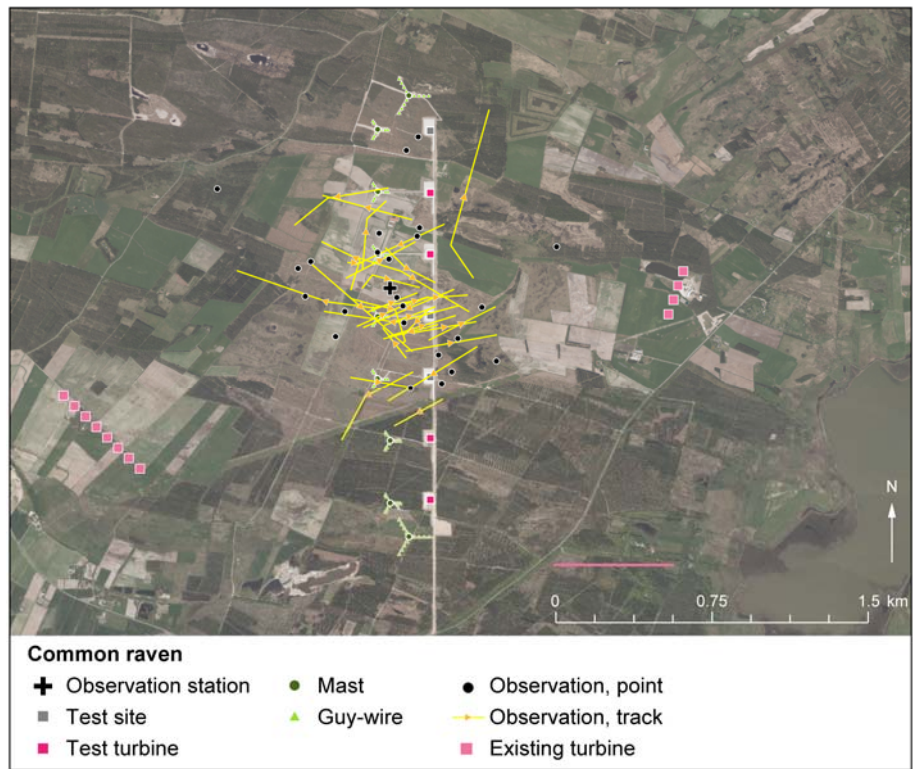 N
0 0.75 1.5 km
Common raven
Observation station Mast Observation, point
Test site Guy-wire Observation, track
Test turbine Existing turbine